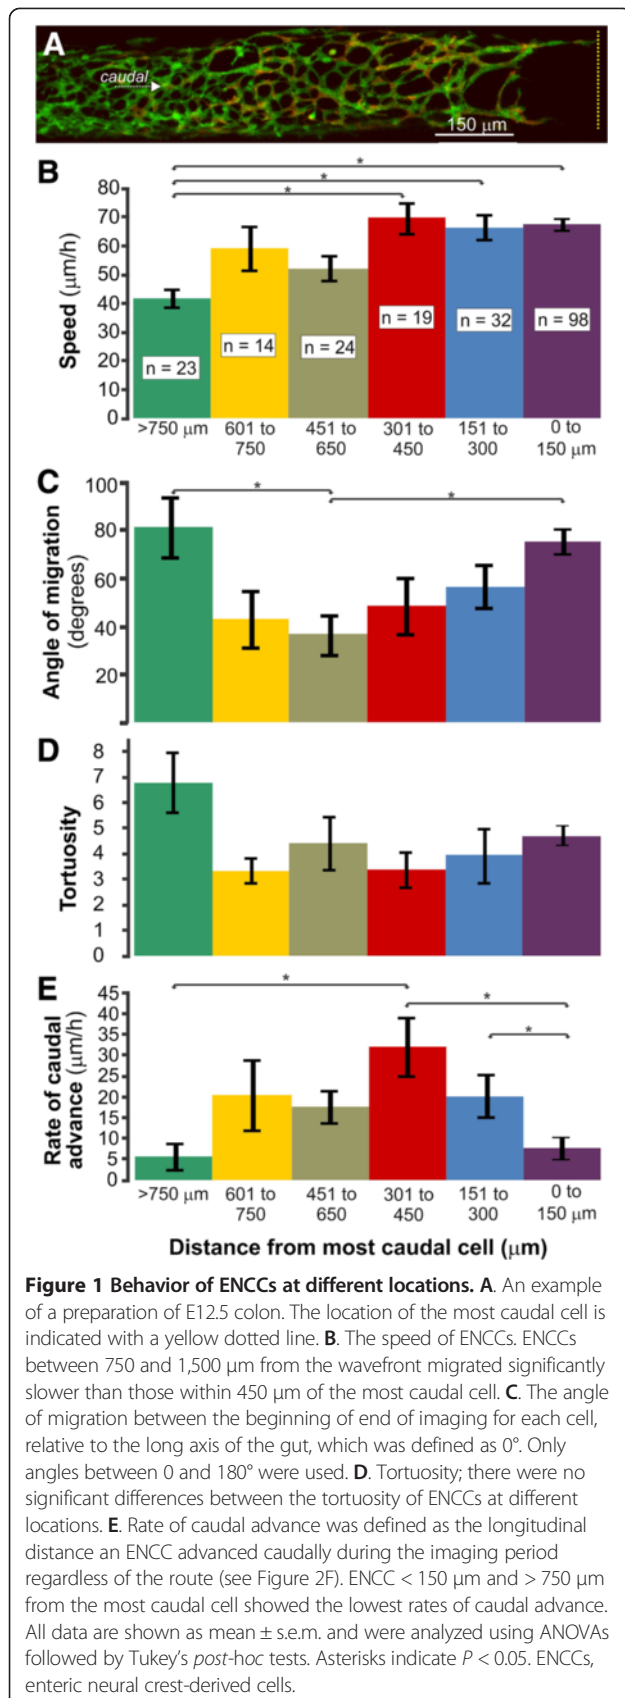 A
caudal
150 μm
B
Speed (μm/h)
80
70
60
50
40
30
20
10
0
*
*
*
n = 23
n = 14
n = 24
n = 19
n = 32
n = 98
>750 μm
601 to 750
451 to 650
301 to 450
151 to 300
0 to 150 μm
C
Angle of migration (degrees)
100
80
60
40
20
*
*
D
Tortuosity
8
7
6
5
4
3
2
1
0
E
Rate of caudal advance (μm/h)
45
40
35
30
25
20
15
10
5
0
*
*
*
>750 μm
601 to 750
451 to 650
301 to 450
151 to 300
0 to 150 μm
Distance from most caudal cell (μm)
Figure 1 Behavior of ENCCs at different locations. A. An example
of a preparation of E12.5 colon. The location of the most caudal cell is
indicated with a yellow dotted line. B. The speed of ENCCs. ENCCs
between 750 and 1,500 μm from the wavefront migrated significantly
slower than those within 450 μm of the most caudal cell. C. The angle
of migration between the beginning of end of imaging for each cell,
relative to the long axis of the gut, which was defined as 0°. Only
angles between 0 and 180° were used. D. Tortuosity; there were no
significant differences between the tortuosity of ENCCs at different
locations. E. Rate of caudal advance was defined as the longitudinal
distance an ENCC advanced caudally during the imaging period
regardless of the route (see Figure 2F). ENCC < 150 μm and > 750 μm
from the most caudal cell showed the lowest rates of caudal advance.
All data are shown as mean ± s.e.m. and were analyzed using ANOVAs
followed by Tukey's post-hoc tests. Asterisks indicate P < 0.05. ENCCs,
enteric neural crest-derived cells.